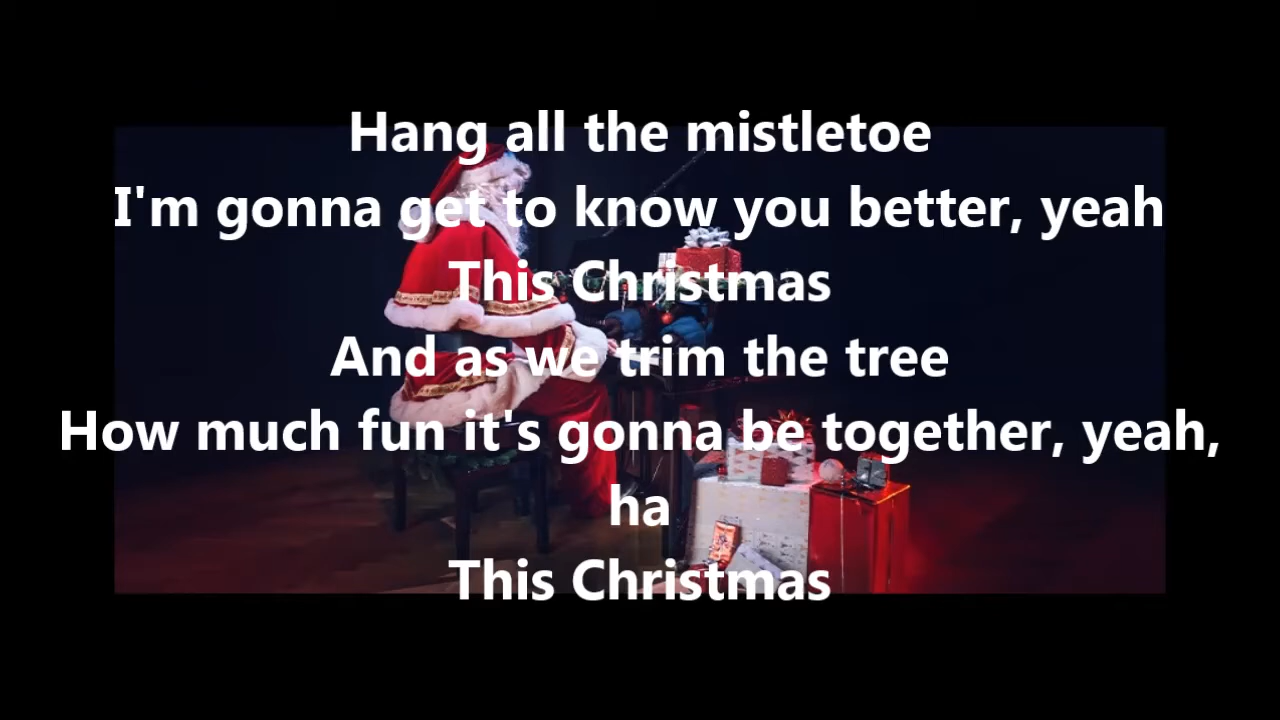 Hang all the mistletoe
I'm gonna get to know you better, yeah
This Christmas
And as we trim the tree
How much fun it's gonna be together, yeah,
ha
This Christmas